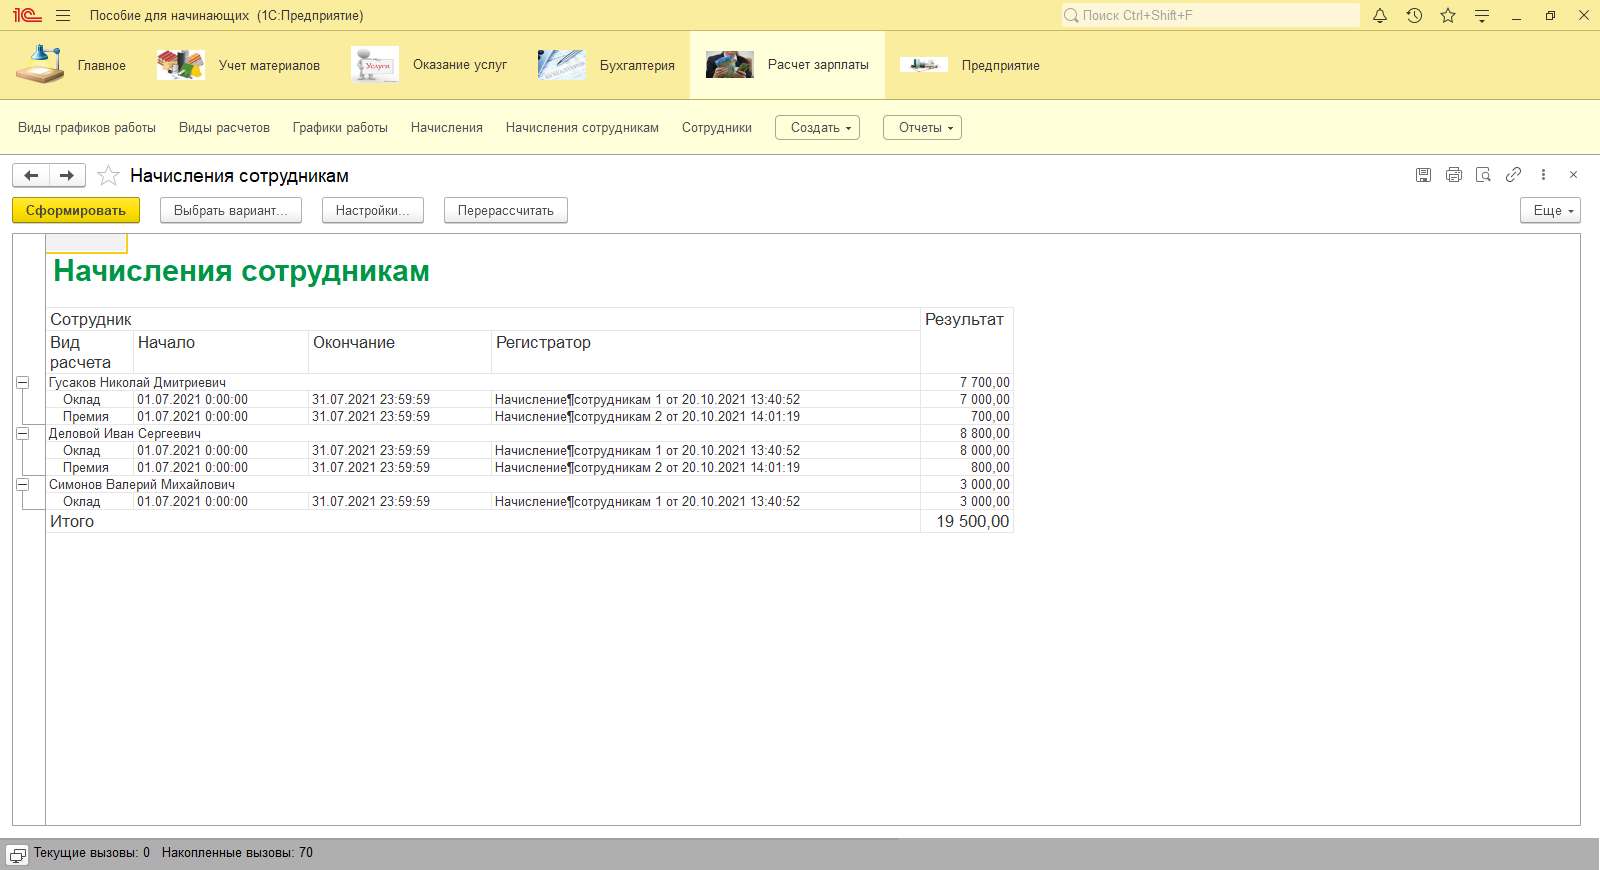 1С Пособие для начинающих (1С:Предприятие) Поиск Ctrl+Shift+F
Главное Учет материалов Услуги Оказание услуг Бухгалтерия Расчет зарплаты Предприятие
Виды графиков работы Виды расчетов Графики работы Начисления Начисления сотрудникам Сотрудники Создать Отчеты
Начисления сотрудникам
Сформировать Выбрать вариант... Настройки... Перерассчитать Еще
Начисления сотрудникам
Сотрудник Результат
Вид расчета Начало Окончание Регистратор
Гусаков Николай Дмитриевич 7 700,00
Оклад 01.07.2021 0:00:00 31.07.2021 23:59:59 Начисление¶сотрудникам 1 от 20.10.2021 13:40:52 7 000,00
Премия 01.07.2021 0:00:00 31.07.2021 23:59:59 Начисление¶сотрудникам 2 от 20.10.2021 14:01:19 700,00
Деловой Иван Сергеевич 8 800,00
Оклад 01.07.2021 0:00:00 31.07.2021 23:59:59 Начисление¶сотрудникам 1 от 20.10.2021 13:40:52 8 000,00
Премия 01.07.2021 0:00:00 31.07.2021 23:59:59 Начисление¶сотрудникам 2 от 20.10.2021 14:01:19 800,00
Симонов Валерий Михайлович 3 000,00
Оклад 01.07.2021 0:00:00 31.07.2021 23:59:59 Начисление¶сотрудникам 1 от 20.10.2021 13:40:52 3 000,00
Итого 19 500,00
Текущие вызовы: 0 Накопленные вызовы: 70